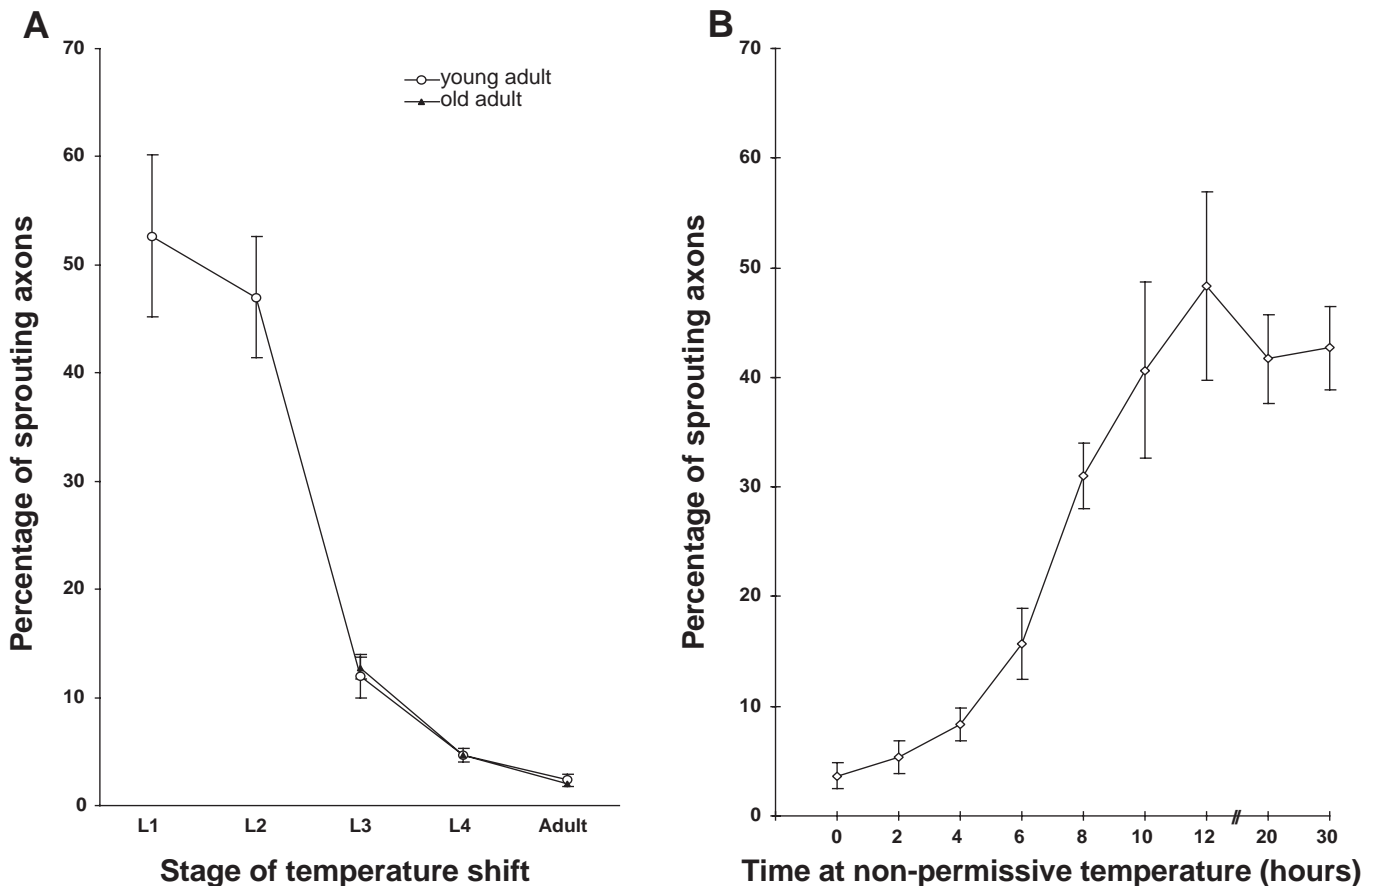 A
Percentage of sprouting axons
70
60
50
40
30
20
10
0
young adult
old adult
L1 L2 L3 L4 Adult
Stage of temperature shift
B
Percentage of sprouting axons
70
60
50
40
30
20
10
0
0 2 4 6 8 10 12 // 20 30
Time at non-permissive temperature (hours)